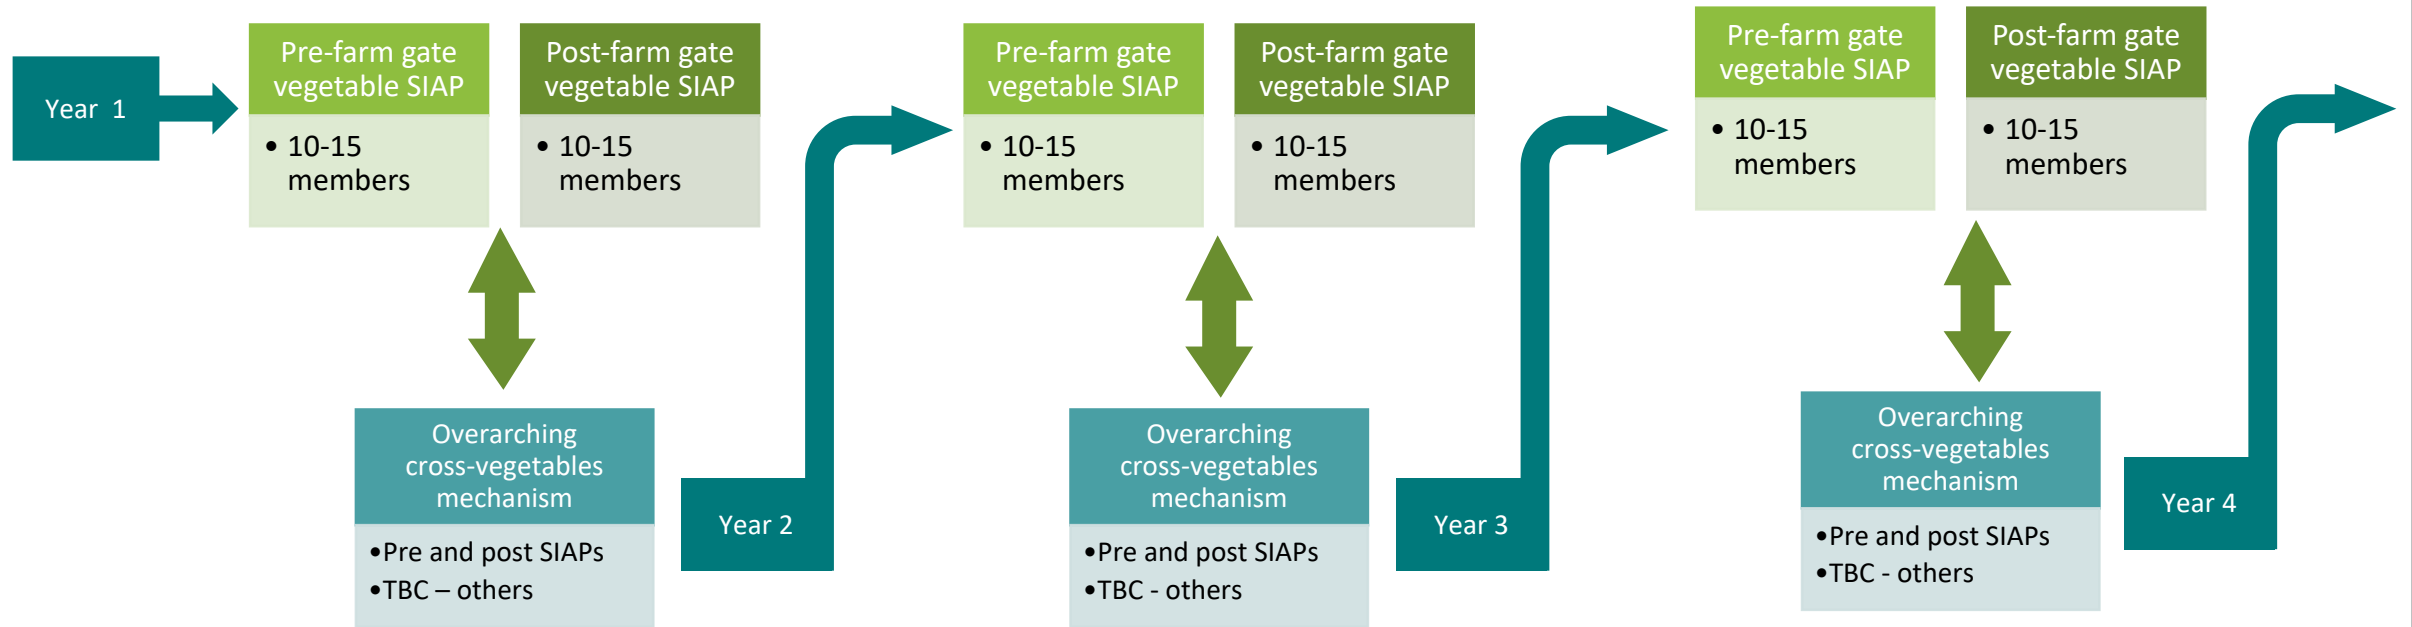 Year 1
Pre-farm gate
vegetable SIAP
• 10-15
members
Post-farm gate
vegetable SIAP
• 10-15
members
Overarching
cross-vegetables
mechanism
•Pre and post SIAPs
•TBC – others
Year 2
Pre-farm gate
vegetable SIAP
• 10-15
members
Post-farm gate
vegetable SIAP
• 10-15
members
Overarching
cross-vegetables
mechanism
•Pre and post SIAPs
•TBC - others
Year 3
Pre-farm gate
vegetable SIAP
• 10-15
members
Post-farm gate
vegetable SIAP
• 10-15
members
Overarching
cross-vegetables
mechanism
•Pre and post SIAPs
•TBC - others
Year 4